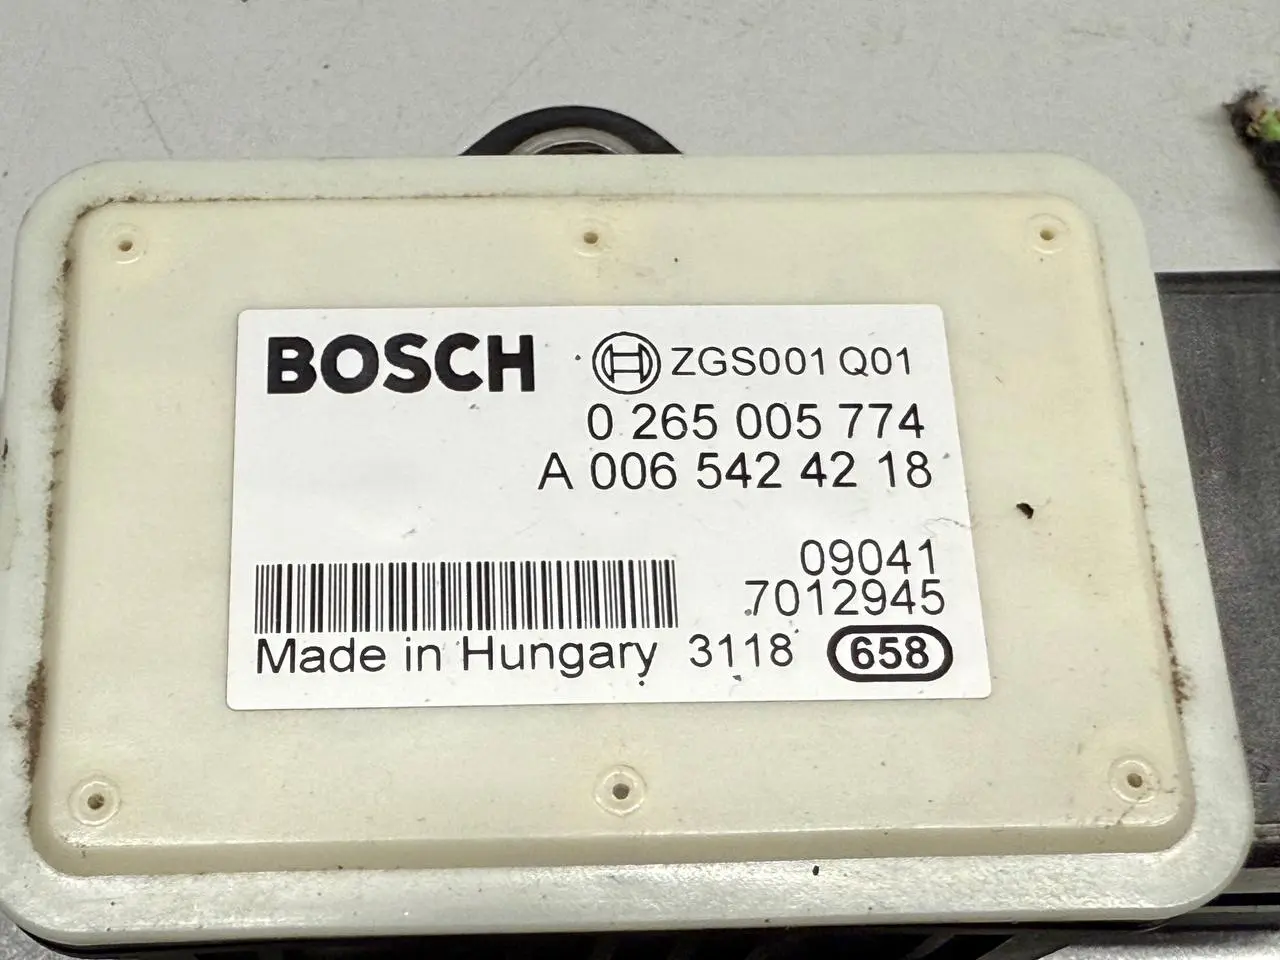 BOSCH ZGS001 Q01
0 265 005 774
A 006 542 42 18
09041
7012945
Made in Hungary 3118 658